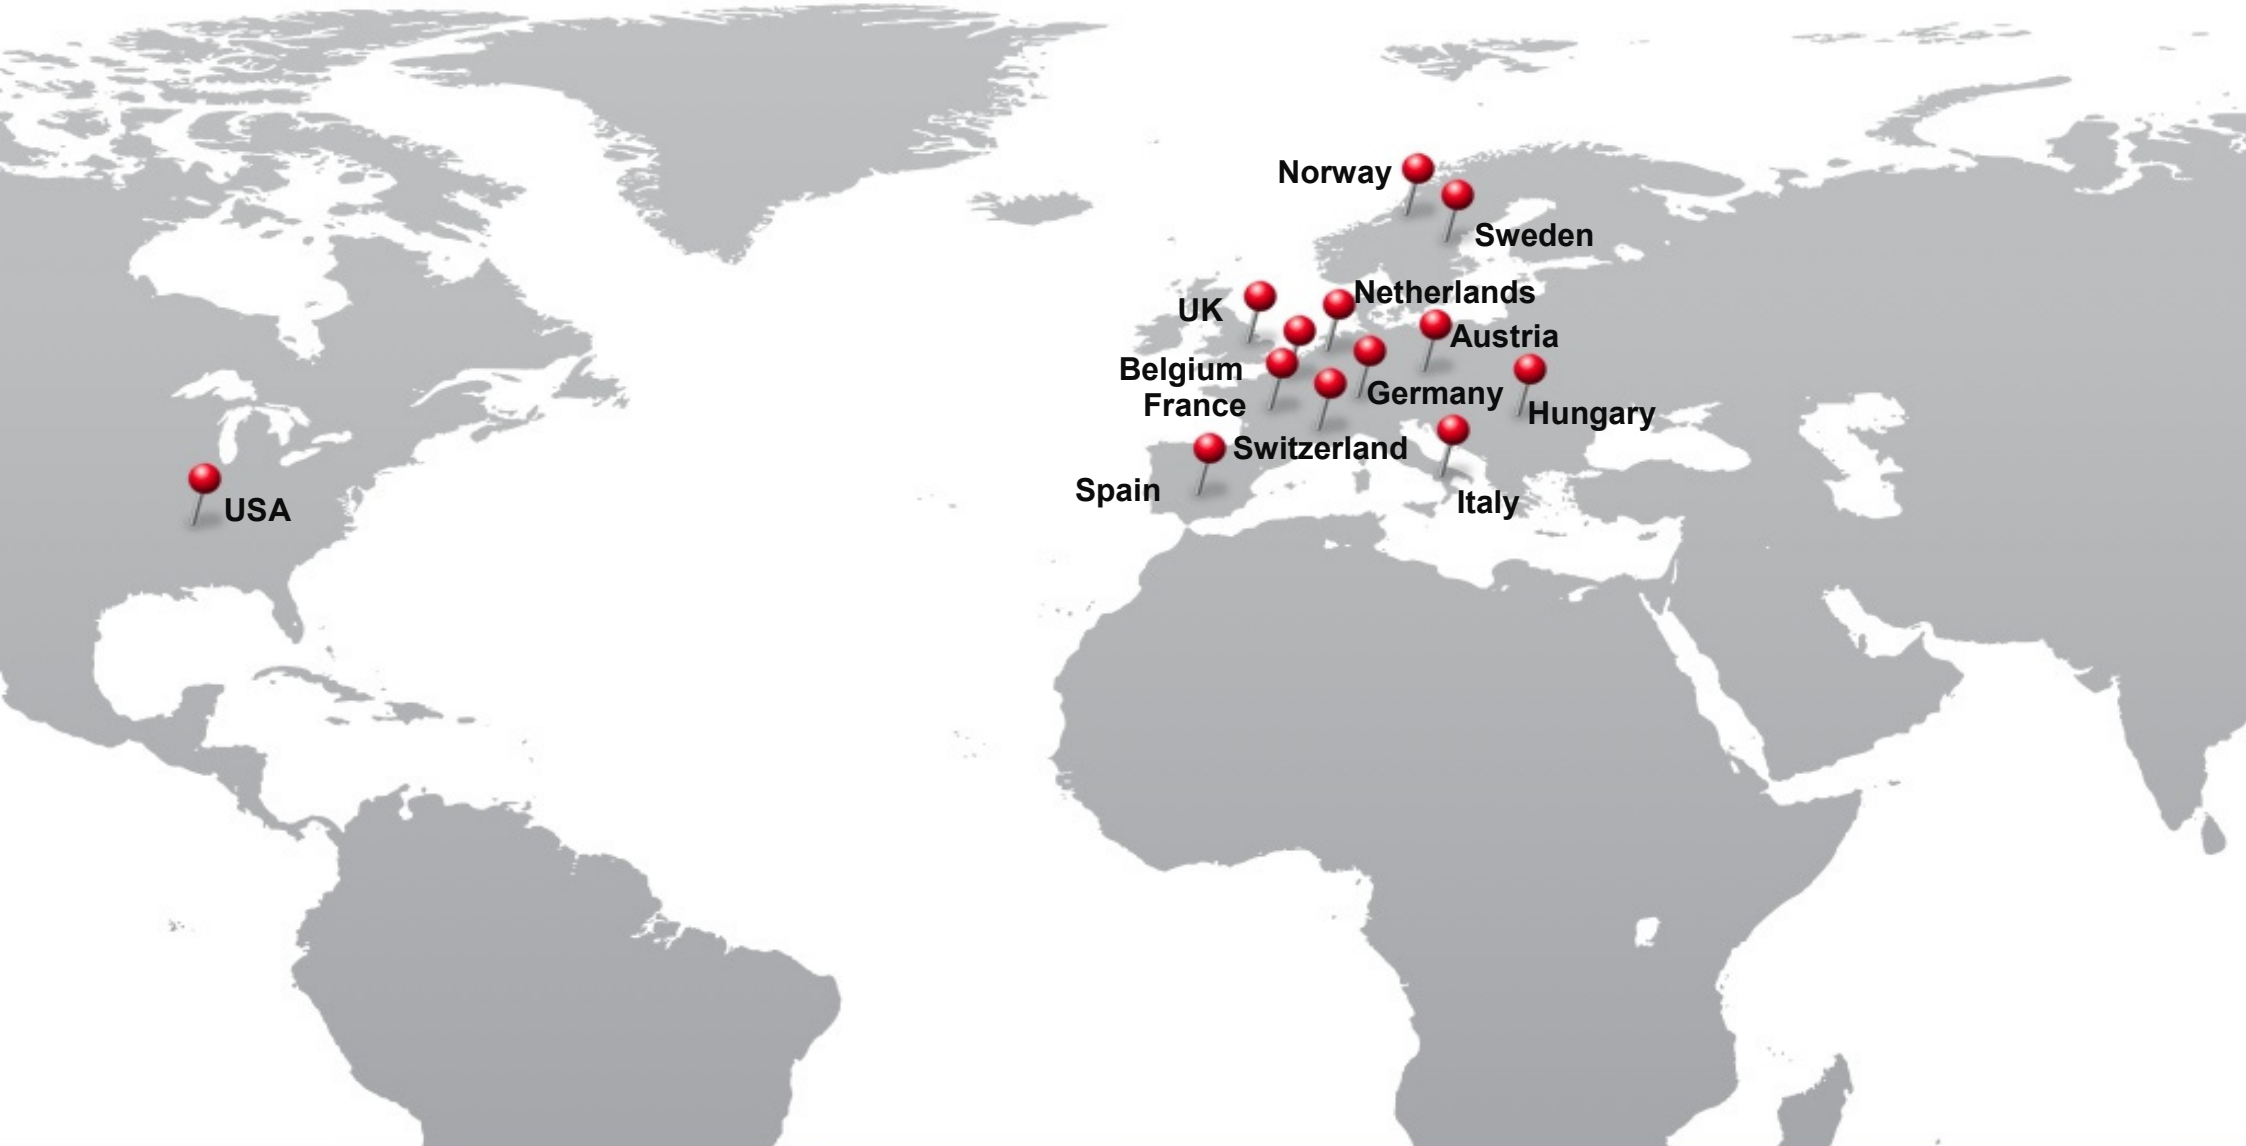 Norway
Sweden
Netherlands
UK
Austria
Belgium
Germany
France
Hungary
Switzerland
Spain
Italy
USA